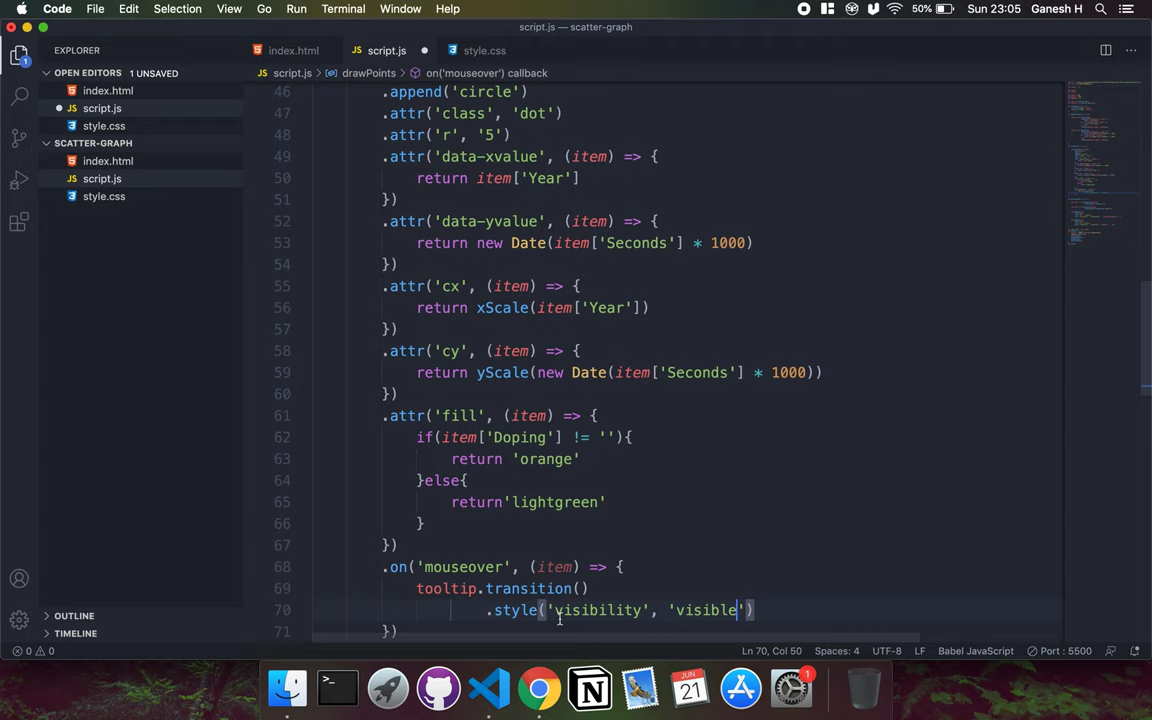 Code File Edit Selection View Go Run Terminal Window Help 50% Sun 23:05 Ganesh H
script.js — scatter-graph
EXPLORER
index.html script.js style.css
OPEN EDITORS 1 UNSAVED
script.js > drawPoints > on('mouseover') callback
index.html
script.js
style.css
SCATTER-GRAPH
index.html
script.js
style.css
46 .append('circle')
47 .attr('class', 'dot')
48 .attr('r', '5')
49 .attr('data-xvalue', (item) => {
50 return item['Year']
51 })
52 .attr('data-yvalue', (item) => {
53 return new Date(item['Seconds'] * 1000)
54 })
55 .attr('cx', (item) => {
56 return xScale(item['Year'])
57 })
58 .attr('cy', (item) => {
59 return yScale(new Date(item['Seconds'] * 1000))
60 })
61 .attr('fill', (item) => {
62 if(item['Doping'] != ''){
63 return 'orange'
64 }else{
65 return'lightgreen'
66 }
67 })
68 .on('mouseover', (item) => {
69 tooltip.transition()
70 .style('visibility', 'visible')
71 })
OUTLINE
TIMELINE
0 0 Ln 70, Col 50 Spaces: 4 UTF-8 LF Babel JavaScript Port : 5500
JUN
21
1